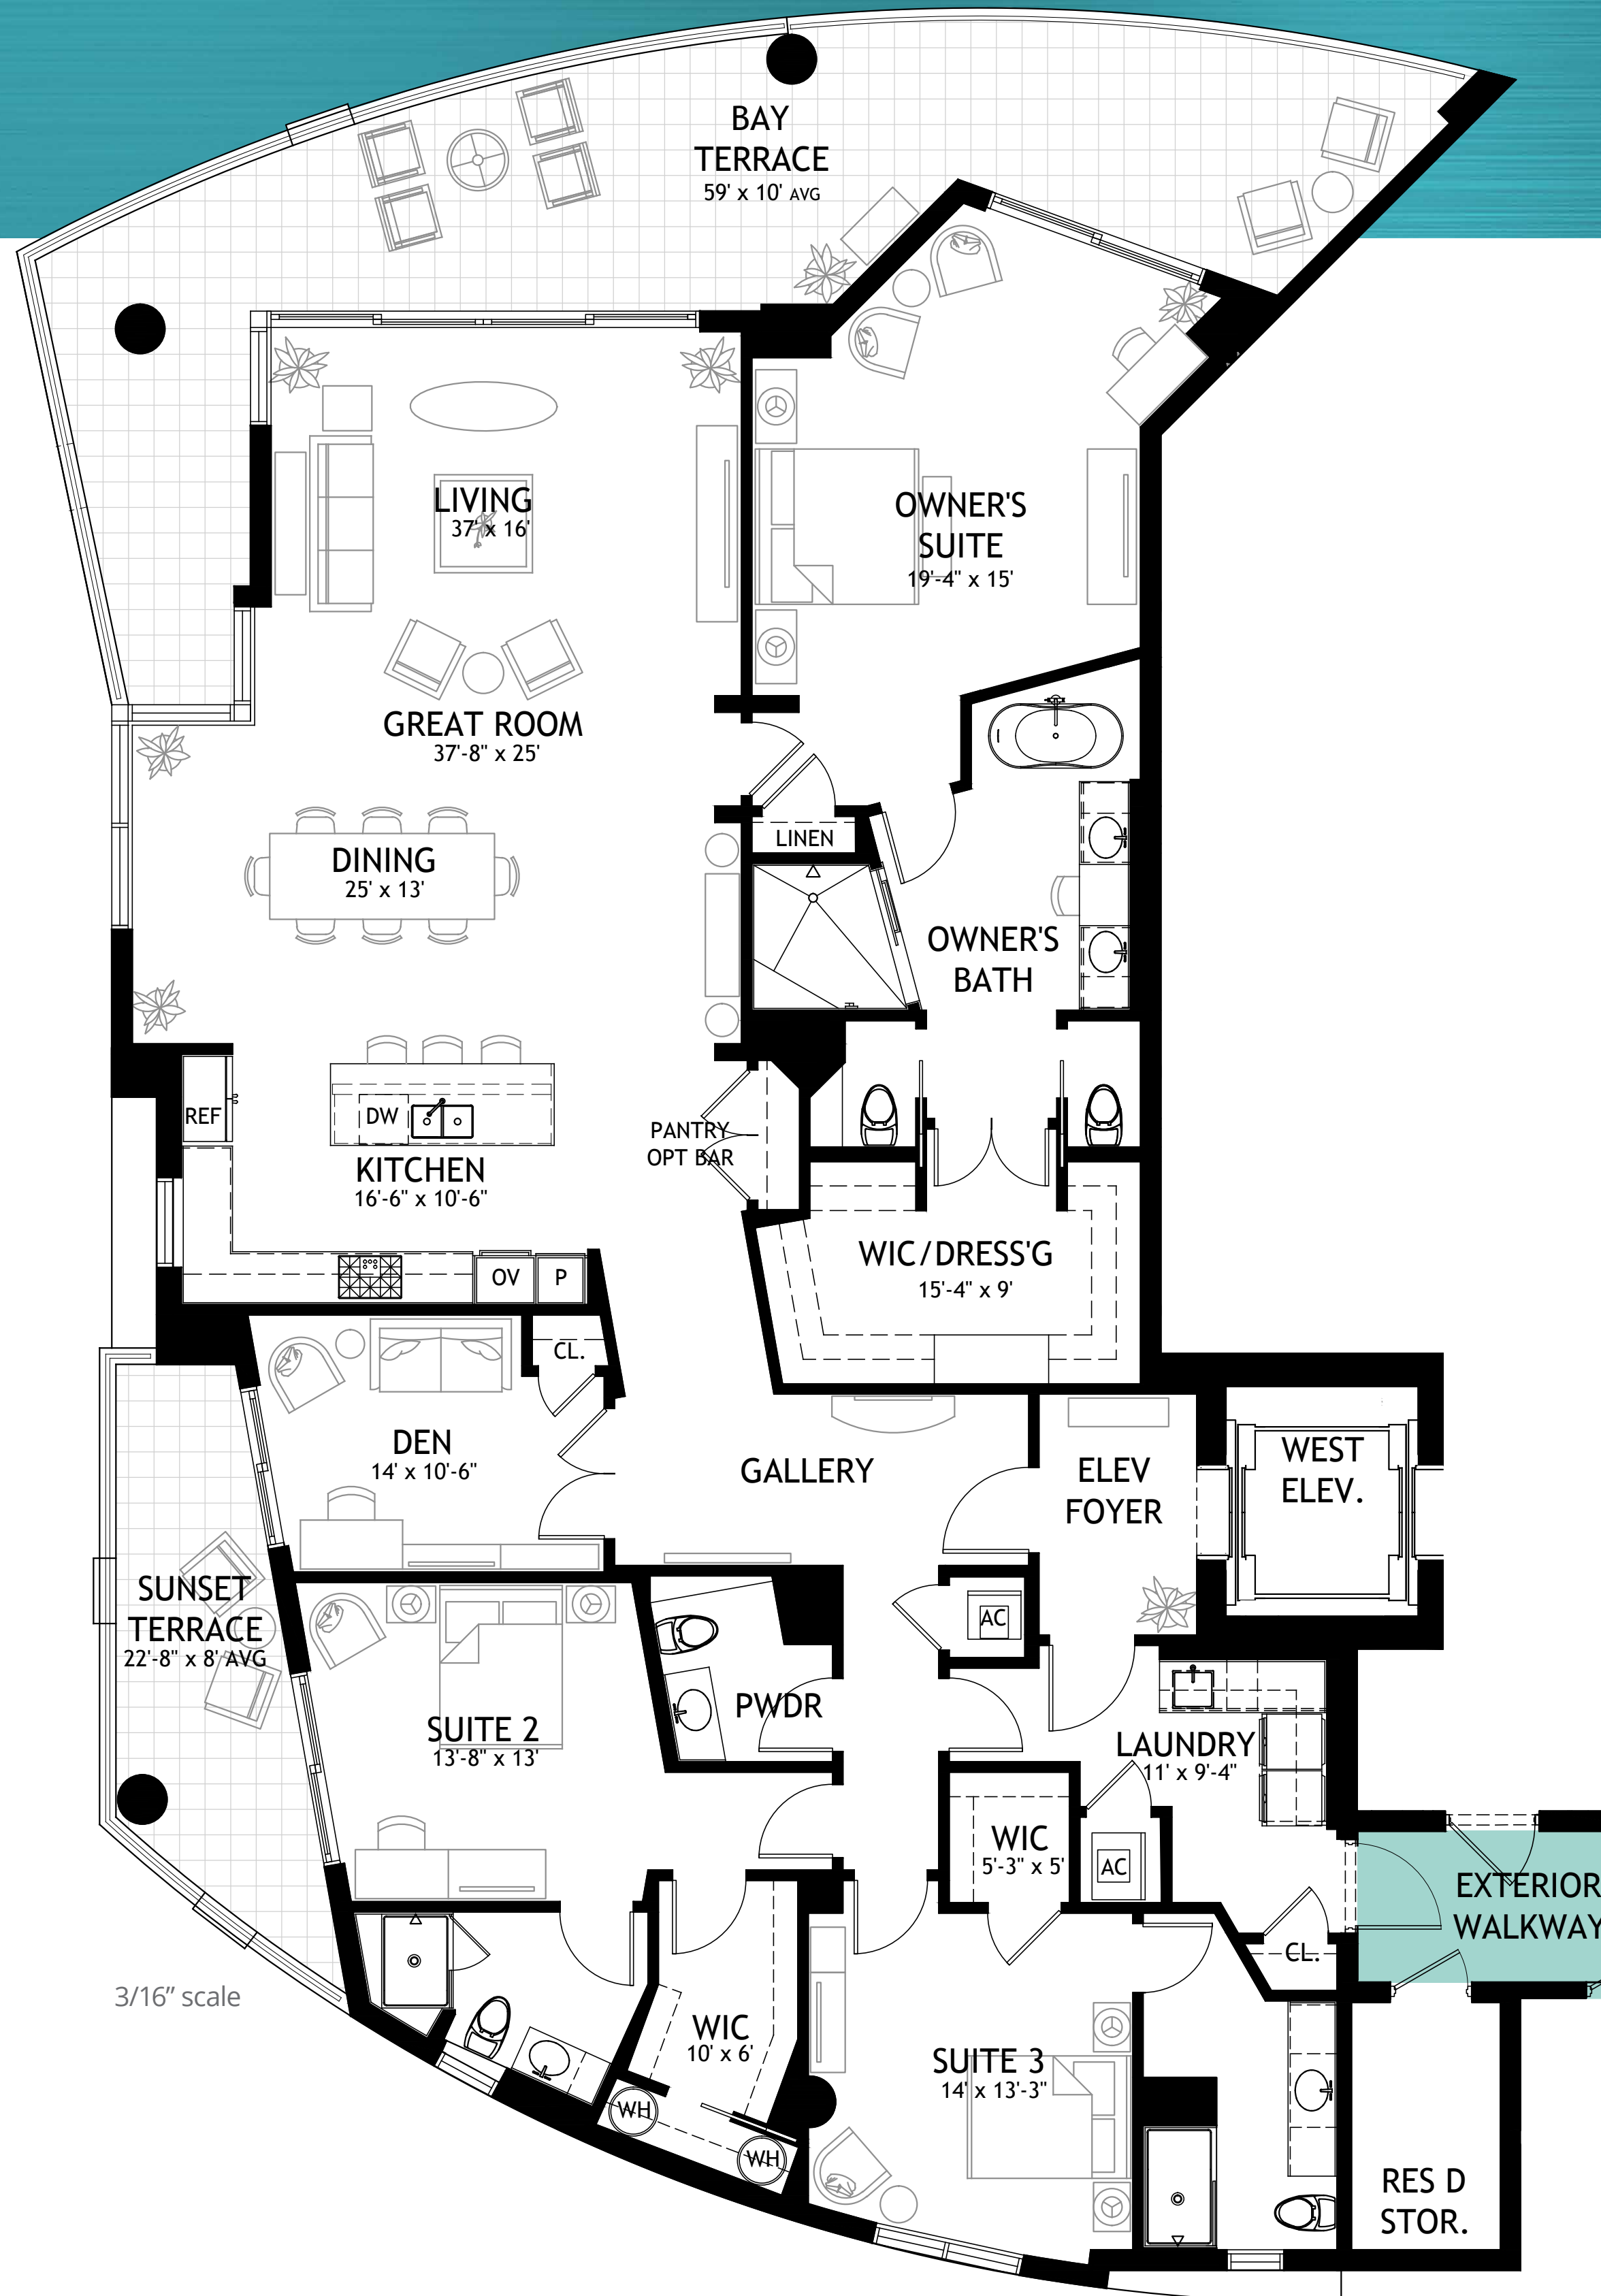 BAY
TERRACE
59' x 10' AVG
LIVING
37' x 16'
OWNER'S
SUITE
19'-4" x 15'
GREAT ROOM
37'-8" x 25'
LINEN
DINING
25' x 13'
OWNER'S
BATH
REF
DW
PANTRY
OPT BAR
KITCHEN
16'-6" x 10'-6"
OV
P
WIC/DRESS'G
15'-4" x 9'
CL.
DEN
14' x 10'-6"
GALLERY
ELEV
FOYER
WEST
ELEV.
SUNSET
TERRACE
22'-8" x 8' AVG
AC
PWDR
SUITE 2
13'-8" x 13'
LAUNDRY
11' x 9'-4"
WIC
5'-3" x 5'
AC
EXTERIOR
WALKWAY
CL.
3/16” scale
WIC
10' x 6'
SUITE 3
14' x 13'-3"
WH
WH
RES D
STOR.